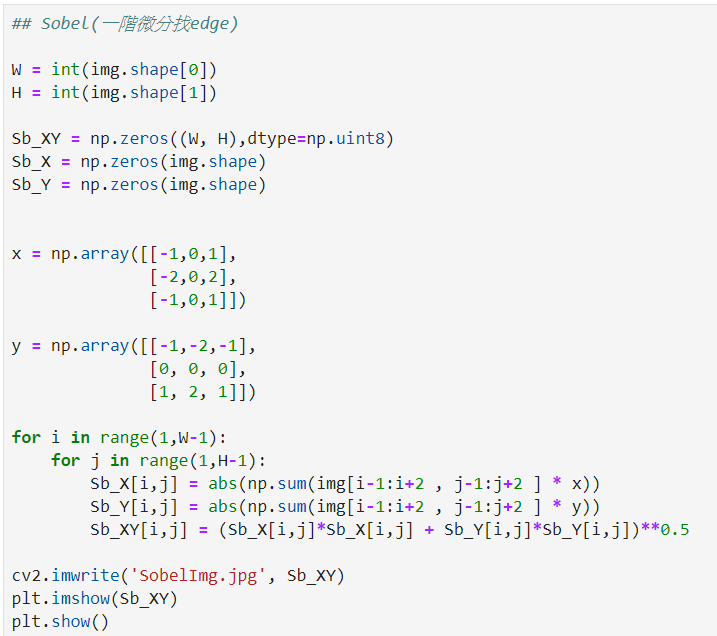 ## Sobel(一階微分找edge)
W = int(img.shape[0])
H = int(img.shape[1])
Sb_XY = np.zeros((W, H),dtype=np.uint8)
Sb_X = np.zeros(img.shape)
Sb_Y = np.zeros(img.shape)
x = np.array([[-1,0,1],
              [-2,0,2],
              [-1,0,1]])
y = np.array([[-1,-2,-1],
              [0, 0, 0],
              [1, 2, 1]])
for i in range(1,W-1):
    for j in range(1,H-1):
        Sb_X[i,j] = abs(np.sum(img[i-1:i+2 , j-1:j+2 ] * x))
        Sb_Y[i,j] = abs(np.sum(img[i-1:i+2 , j-1:j+2 ] * y))
        Sb_XY[i,j] = (Sb_X[i,j]*Sb_X[i,j] + Sb_Y[i,j]*Sb_Y[i,j])**0.5
cv2.imwrite('SobelImg.jpg', Sb_XY)
plt.imshow(Sb_XY)
plt.show()